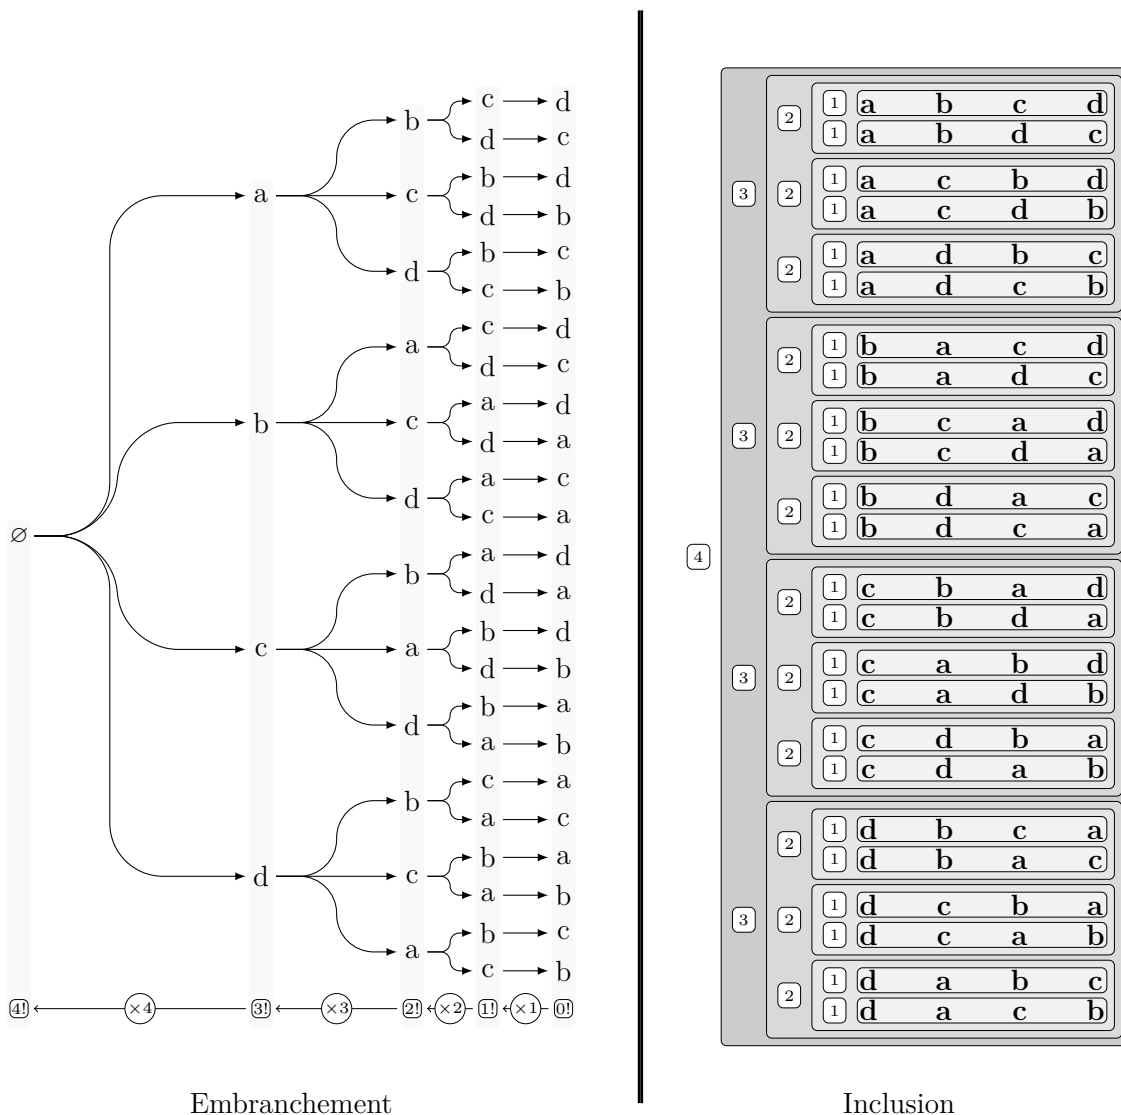 c d
b
d c
b d
a c
d b
b c
d
c b
c d
a
d c
a d
b c
d a
a c
d
c a
∅
a d
b
d a
b d
c a
d b
b a
d
a b
c a
b
a c
b a
d c
a b
b c
a
c b
4! ×4 3! ×3 2! ×2 1! ×1 0!
Embranchement
1 a b c d
2
1 a b d c
1 a c b d
3 2
1 a c d b
1 a d b c
2
1 a d c b
1 b a c d
2
1 b a d c
1 b c a d
3 2
1 b c d a
1 b d a c
2
1 b d c a
4
1 c b a d
2
1 c b d a
1 c a b d
3 2
1 c a d b
1 c d b a
2
1 c d a b
1 d b c a
2
1 d b a c
1 d c b a
3 2
1 d c a b
1 d a b c
2
1 d a c b
Inclusion